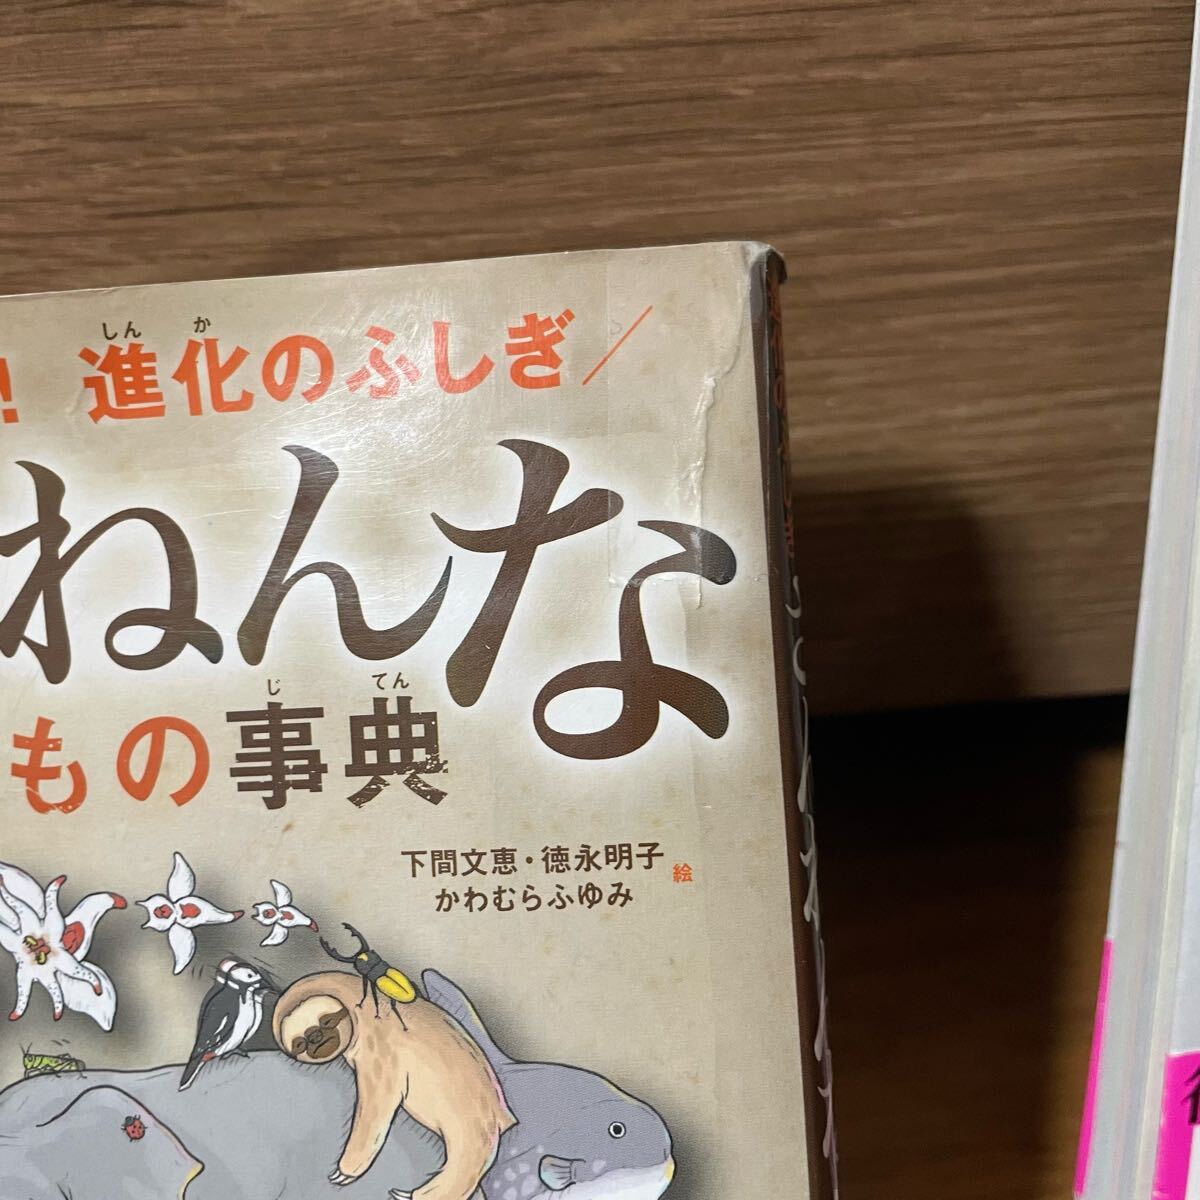 ！進化のふしぎ／
しんか
ねんな
もの事典
じてん
下間文恵・徳永明子
かわむらふゆみ
絵